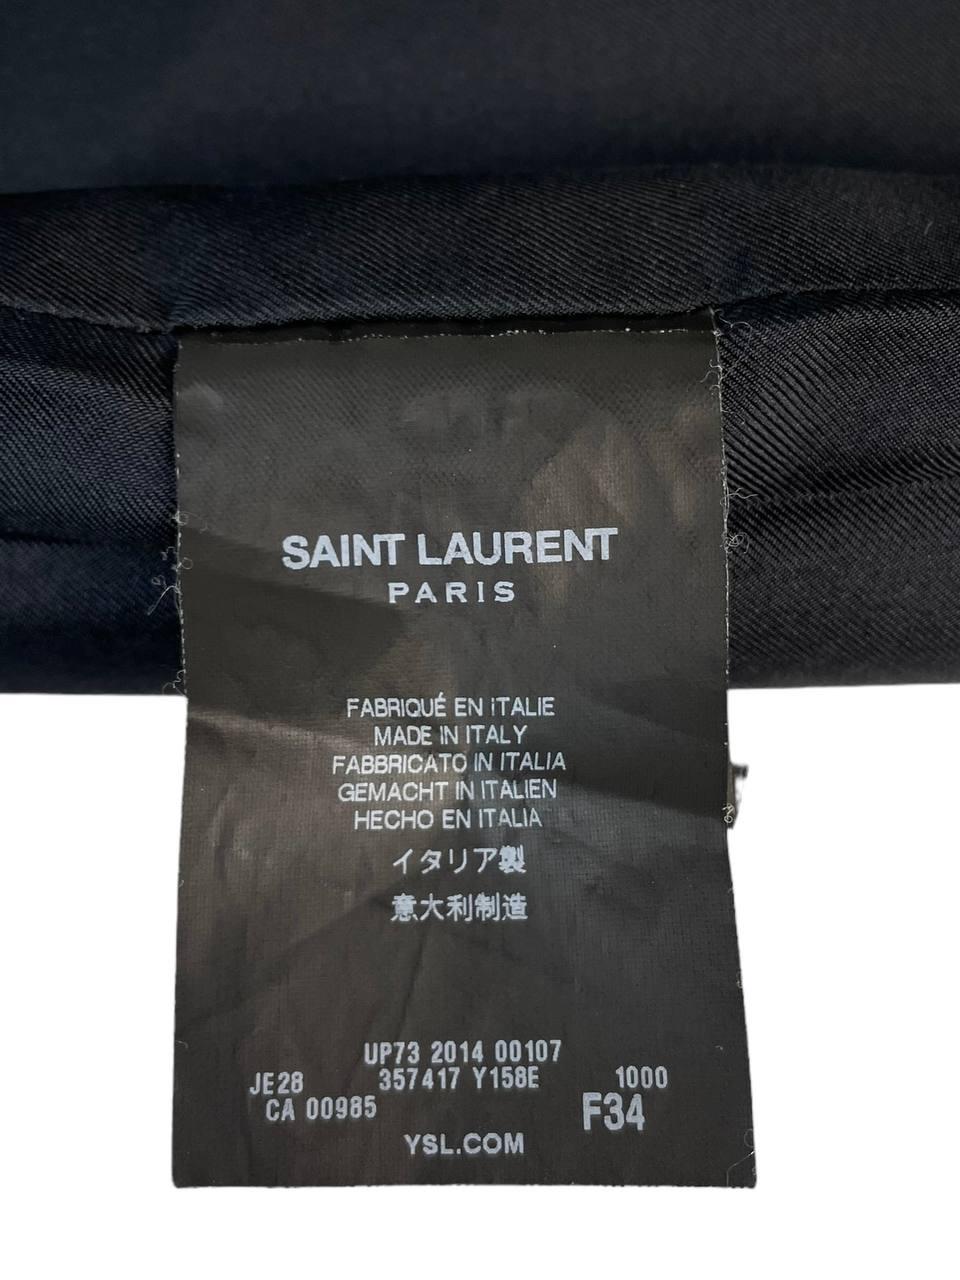 SAINT LAURENT
PARIS
FABRIQUÉ EN ITALIE
MADE IN ITALY
FABBRICATO IN ITALIA
GEMACHT IN ITALIEN
HECHO EN ITALIA
イタリア製
意大利制造
UP73 2014 00107
JE28 357417 Y158E 1000
CA 00985 F34
YSL.COM